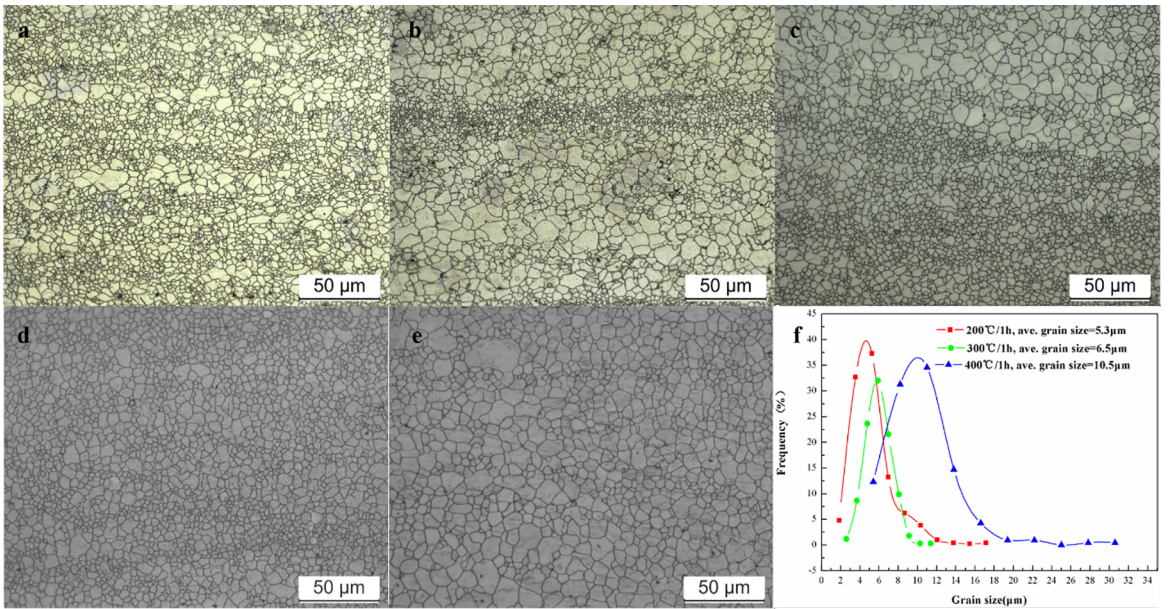 a
b
c
50 µm
50 µm
50 µm
d
e
f
50 µm
50 µm
200℃/1h, ave. grain size=5.3µm
300℃/1h, ave. grain size=6.5µm
400℃/1h, ave. grain size=10.5µm
Frequency (%)
45
40
35
30
25
20
15
10
5
0
-5
0 2 4 6 8 10 12 14 16 18 20 22 24 26 28 30 32 34
Grain size(µm)